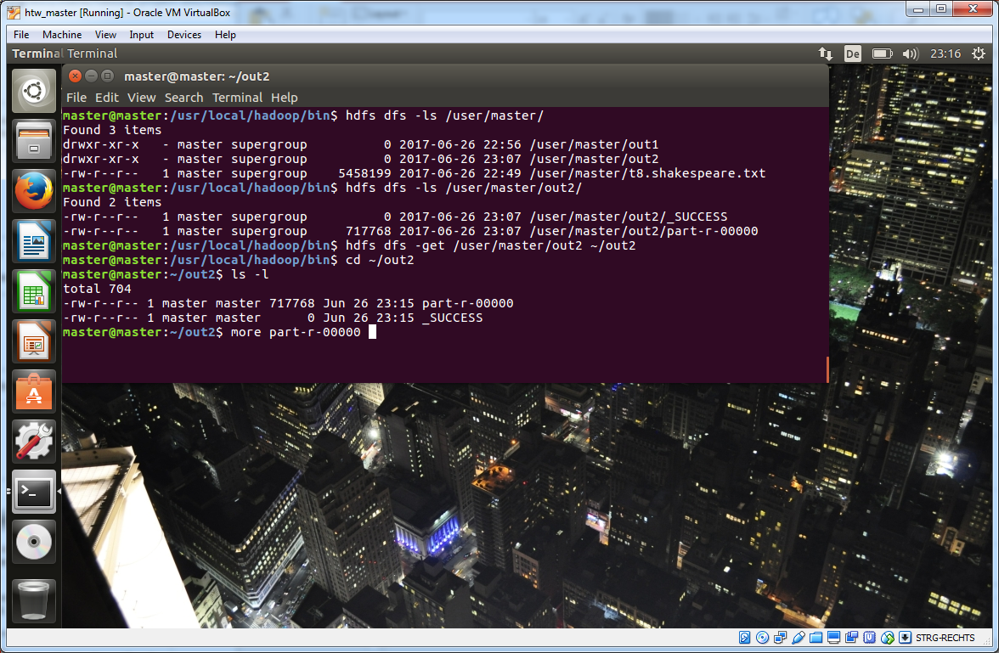 htw_master [Running] - Oracle VM VirtualBox
File Machine View Input Devices Help
Terminal Terminal De 23:16
master@master: ~/out2
File Edit View Search Terminal Help
master@master:/usr/local/hadoop/bin$ hdfs dfs -ls /user/master/
Found 3 items
drwxr-xr-x   - master supergroup          0 2017-06-26 22:56 /user/master/out1
drwxr-xr-x   - master supergroup          0 2017-06-26 23:07 /user/master/out2
-rw-r--r--   1 master supergroup    5458199 2017-06-26 22:49 /user/master/t8.shakespeare.txt
master@master:/usr/local/hadoop/bin$ hdfs dfs -ls /user/master/out2/
Found 2 items
-rw-r--r--   1 master supergroup          0 2017-06-26 23:07 /user/master/out2/_SUCCESS
-rw-r--r--   1 master supergroup     717768 2017-06-26 23:07 /user/master/out2/part-r-00000
master@master:/usr/local/hadoop/bin$ hdfs dfs -get /user/master/out2 ~/out2
master@master:/usr/local/hadoop/bin$ cd ~/out2
master@master:~/out2$ ls -l
total 704
-rw-r--r-- 1 master master 717768 Jun 26 23:15 part-r-00000
-rw-r--r-- 1 master master      0 Jun 26 23:15 _SUCCESS
master@master:~/out2$ more part-r-00000
STRG-RECHTS